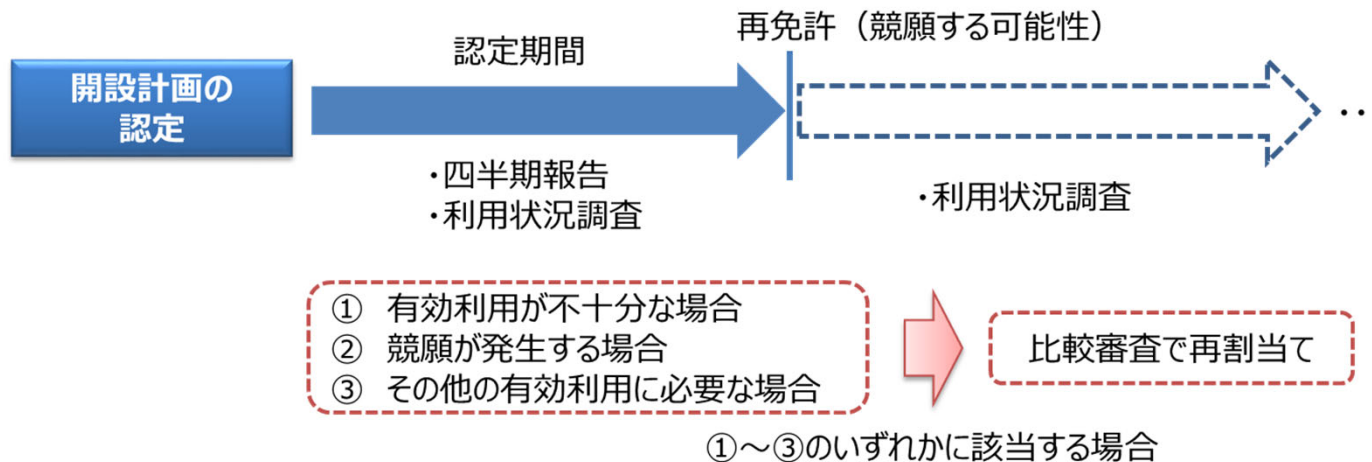 再免許（競願する可能性）
認定期間
開設計画の
認定
・・
・四半期報告
・利用状況調査
・利用状況調査
① 有効利用が不十分な場合
② 競願が発生する場合
③ その他の有効利用に必要な場合
比較審査で再割当て
①～③のいずれかに該当する場合